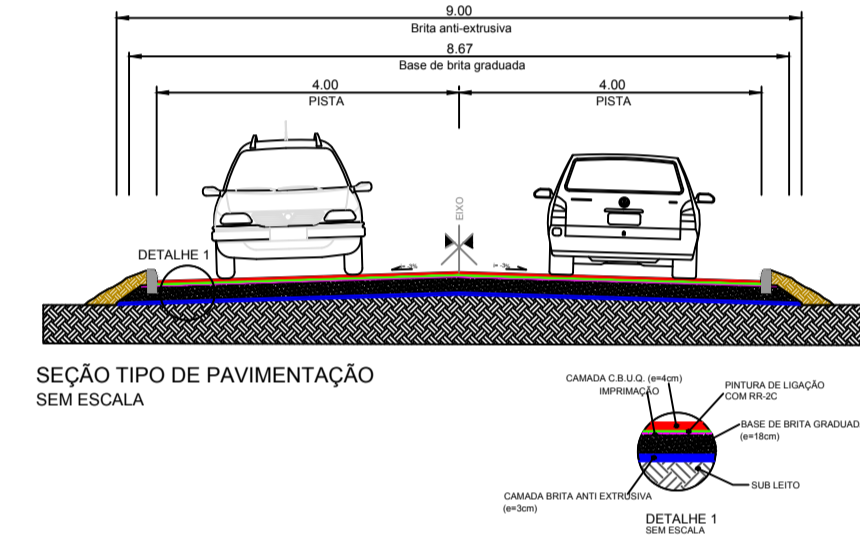 9.00
Brita anti-extrusiva
8.67
Base de brita graduada
4.00
PISTA
4.00
PISTA
EIXO
DETALHE 1
SEÇÃO TIPO DE PAVIMENTAÇÃO
SEM ESCALA
CAMADA C.B.U.Q. (e=4cm)
IMPRIMAÇÃO
PINTURA DE LIGAÇÃO
COM RR-2C
BASE DE BRITA GRADUAD
(e=18cm)
SUB LEITO
CAMADA BRITA ANTI EXTRUSIVA
(e=3cm)
DETALHE 1
SEM ESCALA